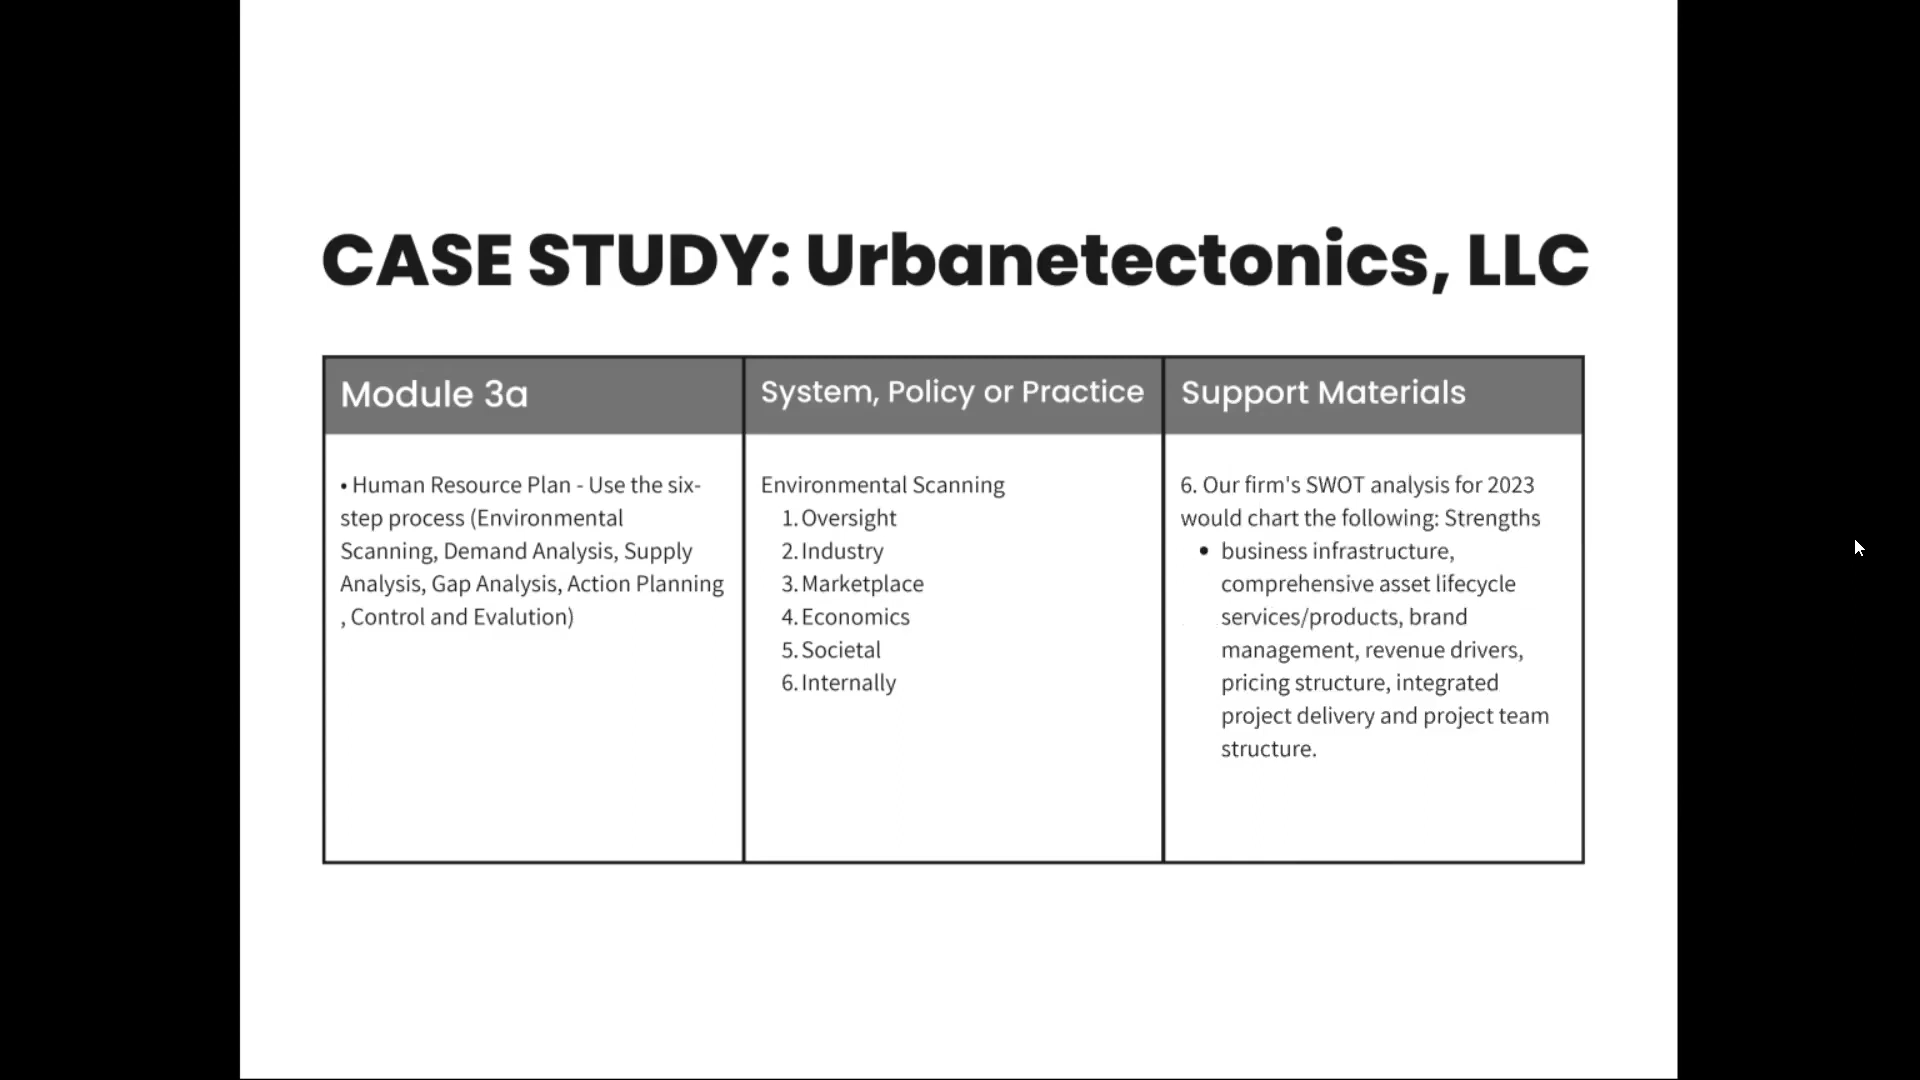 CASE STUDY: Urbanetectonics, LLC
Module 3a
• Human Resource Plan - Use the six-
step process (Environmental
Scanning, Demand Analysis, Supply
Analysis, Gap Analysis, Action Planning
, Control and Evalution)
System, Policy or Practice
Environmental Scanning
1. Oversight
2. Industry
3. Marketplace
4. Economics
5. Societal
6. Internally
Support Materials
6. Our firm's SWOT analysis for 2023
would chart the following: Strengths
• business infrastructure,
comprehensive asset lifecycle
services/products, brand
management, revenue drivers,
pricing structure, integrated
project delivery and project team
structure.